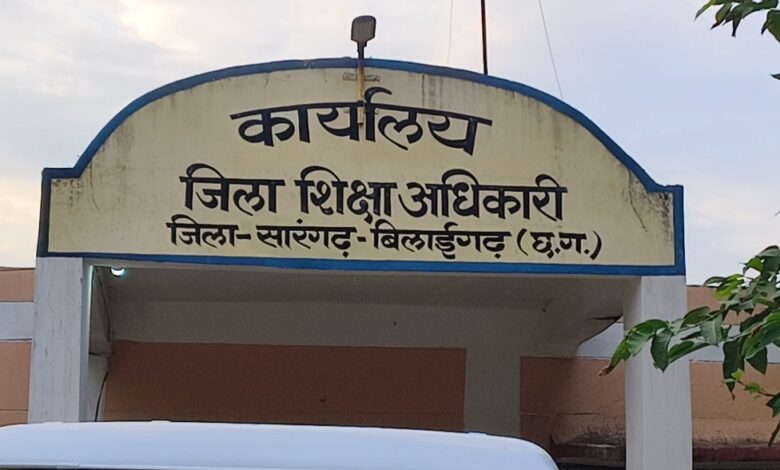 कार्यालय
जिला शिक्षा अधिकारी
जिला-सारंगढ़-बिलाईगढ़ (छ.ग.)